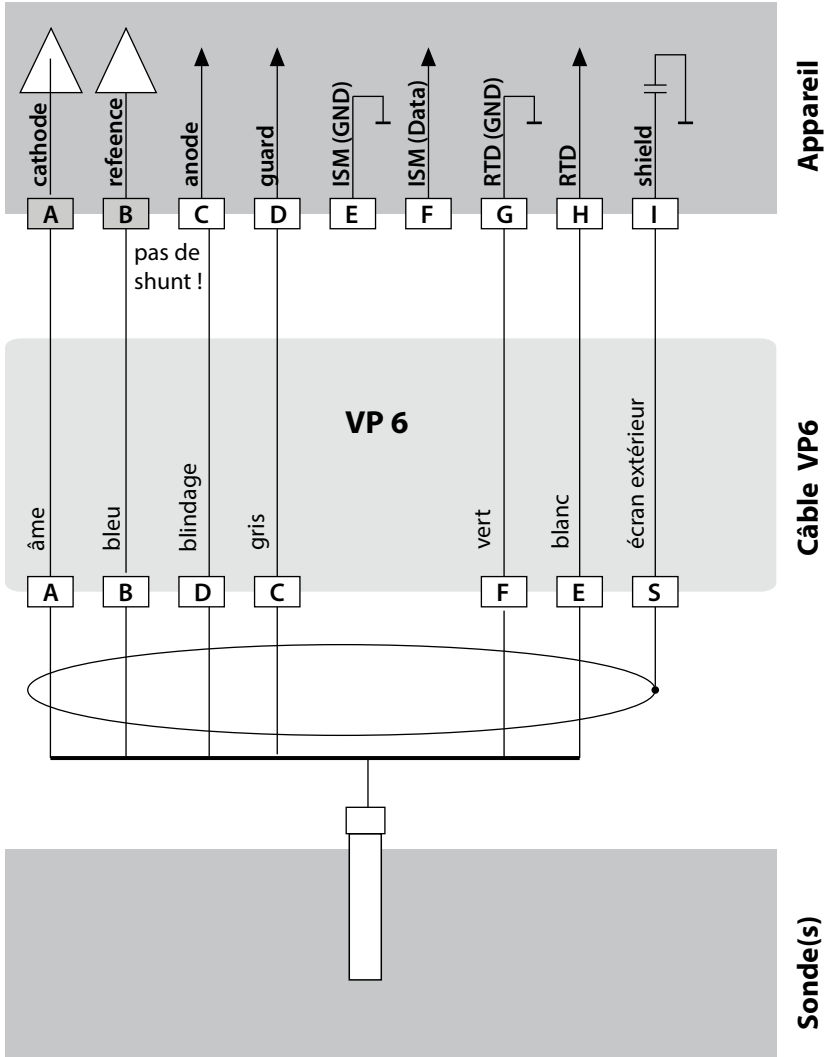 cathode
refeence
anode
guard
ISM (GND)
ISM (Data)
RTD (GND)
RTD
shield
Appareil
A
B
C
D
E
F
G
H
I
pas de
shunt !
VP 6
Câble VP6
âme
bleu
blindage
gris
vert
blanc
écran extérieur
A
B
D
C
F
E
S
Sonde(s)